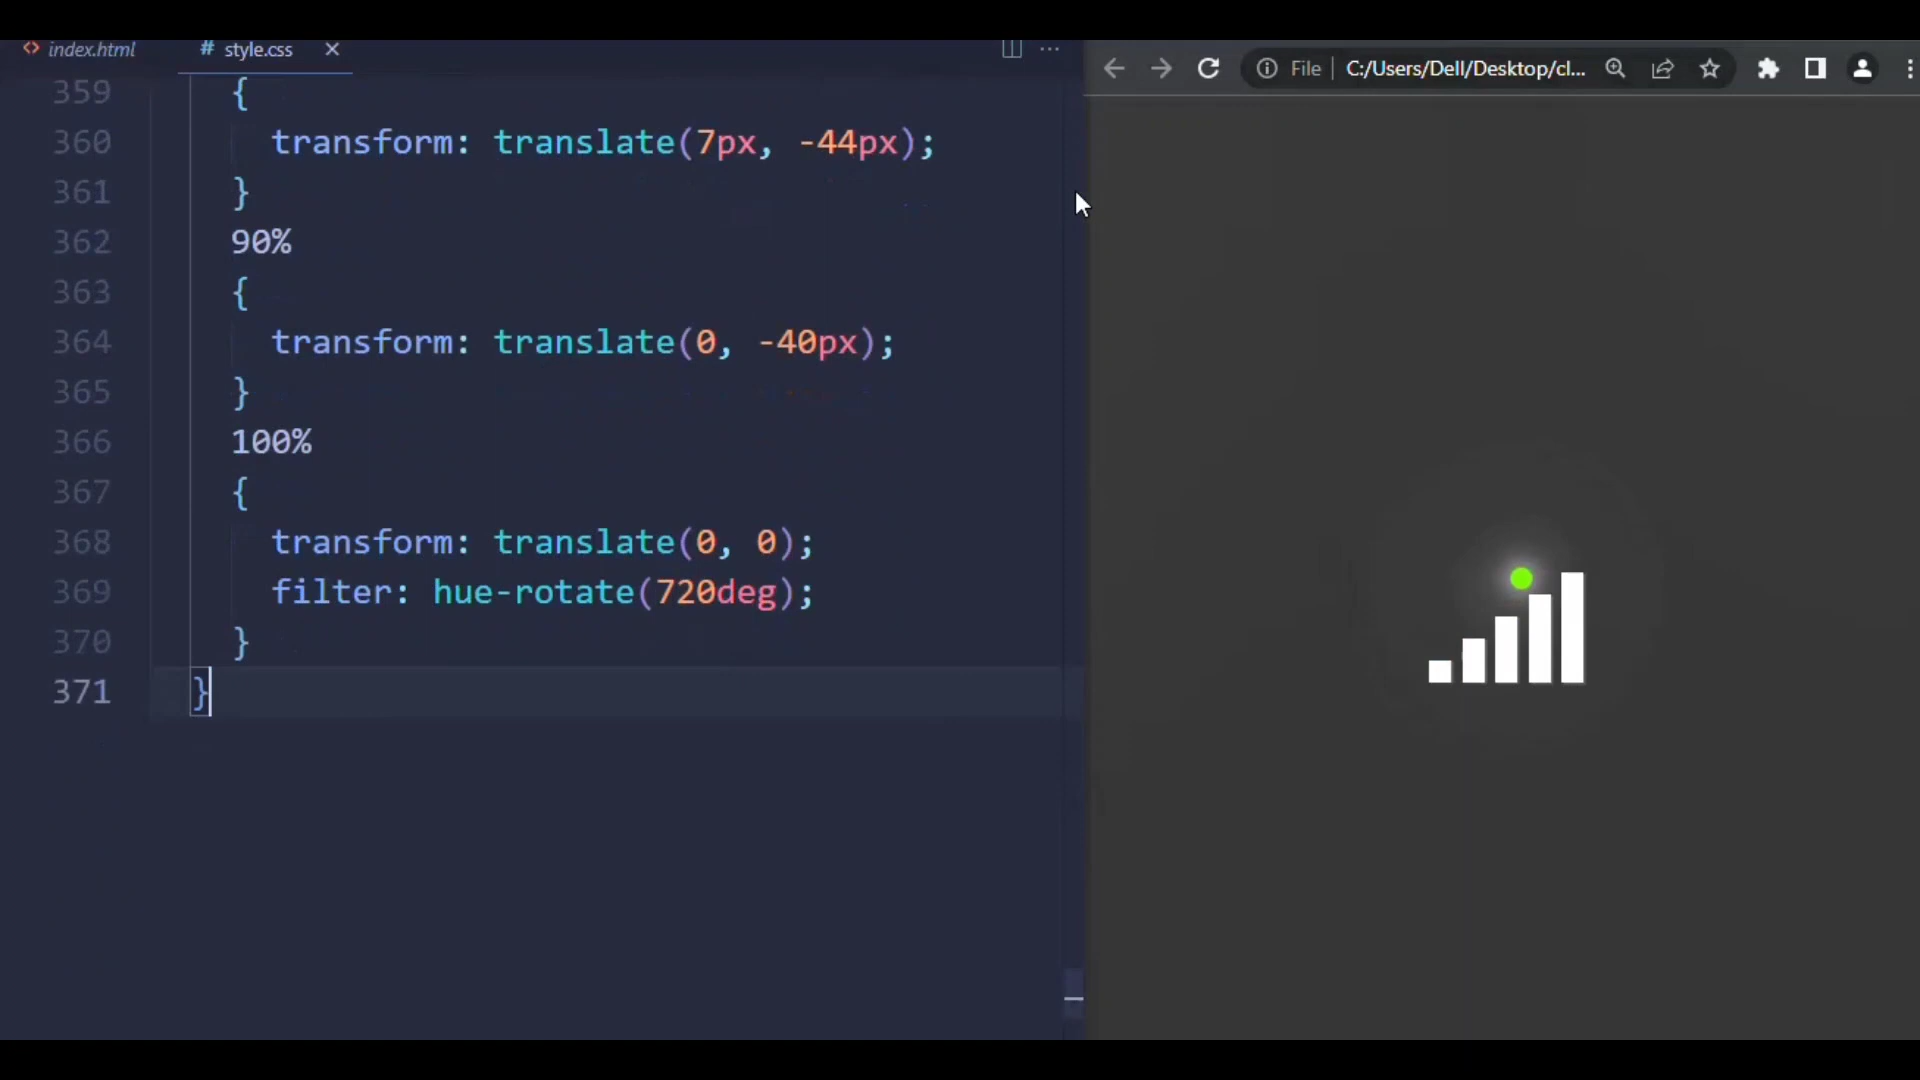 index.html
# style.css
File C:/Users/Dell/Desktop/cl...
359 {
360 transform: translate(7px, -44px);
361 }
362 90%
363 {
364 transform: translate(0, -40px);
365 }
366 100%
367 {
368 transform: translate(0, 0);
369 filter: hue-rotate(720deg);
370 }
371 }